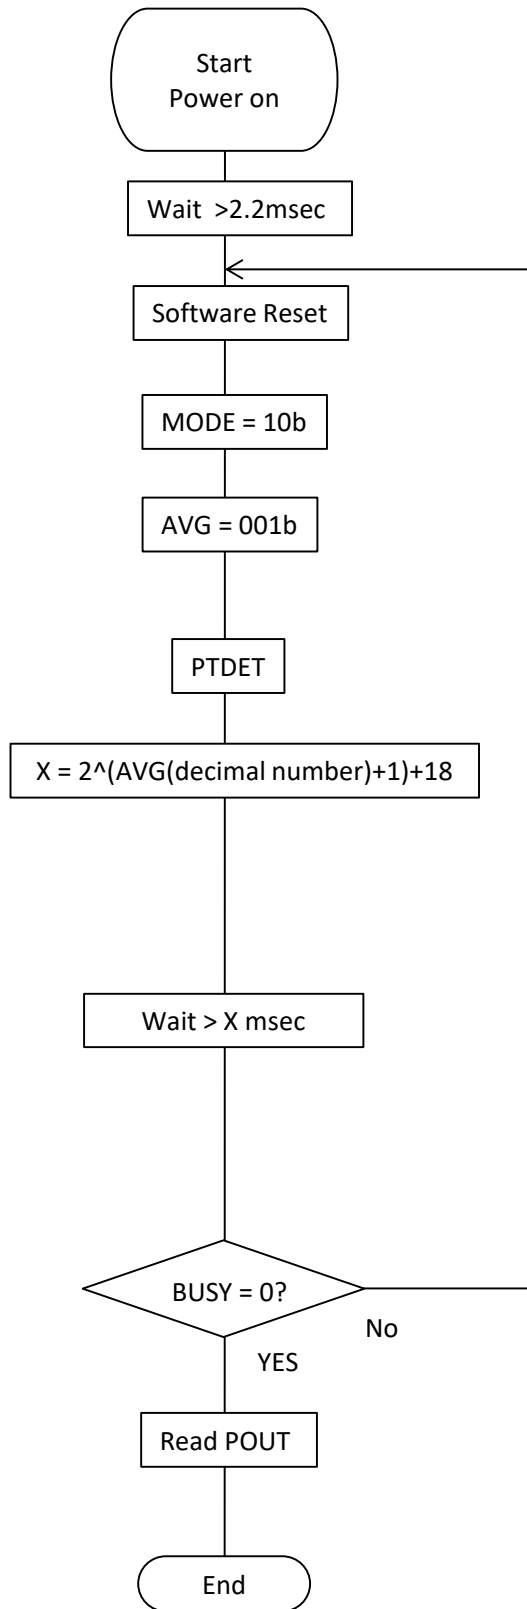 Start
Power on
Wait >2.2msec
Software Reset
MODE = 10b
AVG = 001b
PTDET
X = 2^(AVG(decimal number)+1)+18
Wait > X msec
BUSY = 0?
No
YES
Read POUT
End